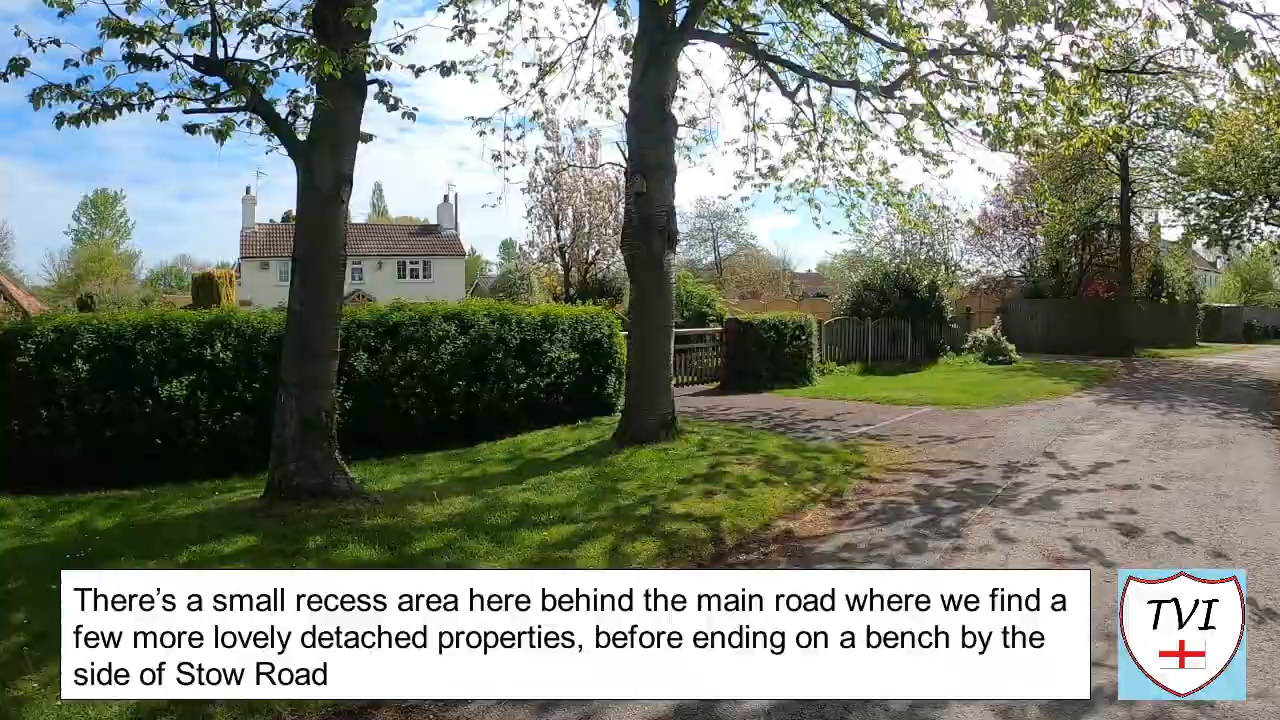 There’s a small recess area here behind the main road where we find a
few more lovely detached properties, before ending on a bench by the
side of Stow Road
TVI